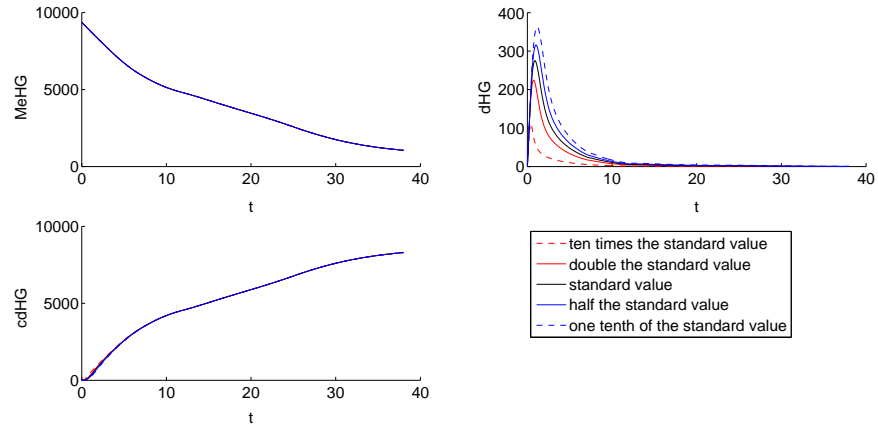 10000
5000
0
0
10
20
30
40
MeHG
t
400
300
200
100
0
0
10
20
30
40
dHG
t
10000
5000
0
0
10
20
30
40
cdHG
t
ten times the standard value
double the standard value
standard value
half the standard value
one tenth of the standard value